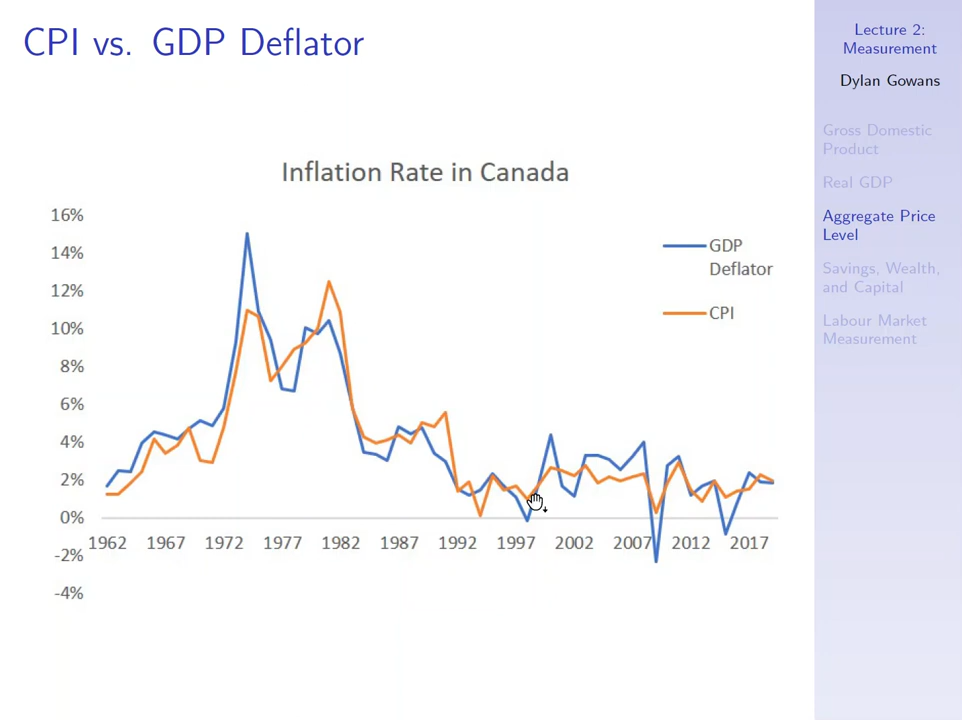 CPI vs. GDP Deflator
Inflation Rate in Canada
16%
14%
12%
10%
8%
6%
4%
2%
0%
-2%
-4%
1962 1967 1972 1977 1982 1987 1992 1997 2002 2007 2012 2017
GDP
Deflator
CPI
Lecture 2:
Measurement
Dylan Gowans
Gross Domestic
Product
Real GDP
Aggregate Price
Level
Savings, Wealth,
and Capital
Labour Market
Measurement